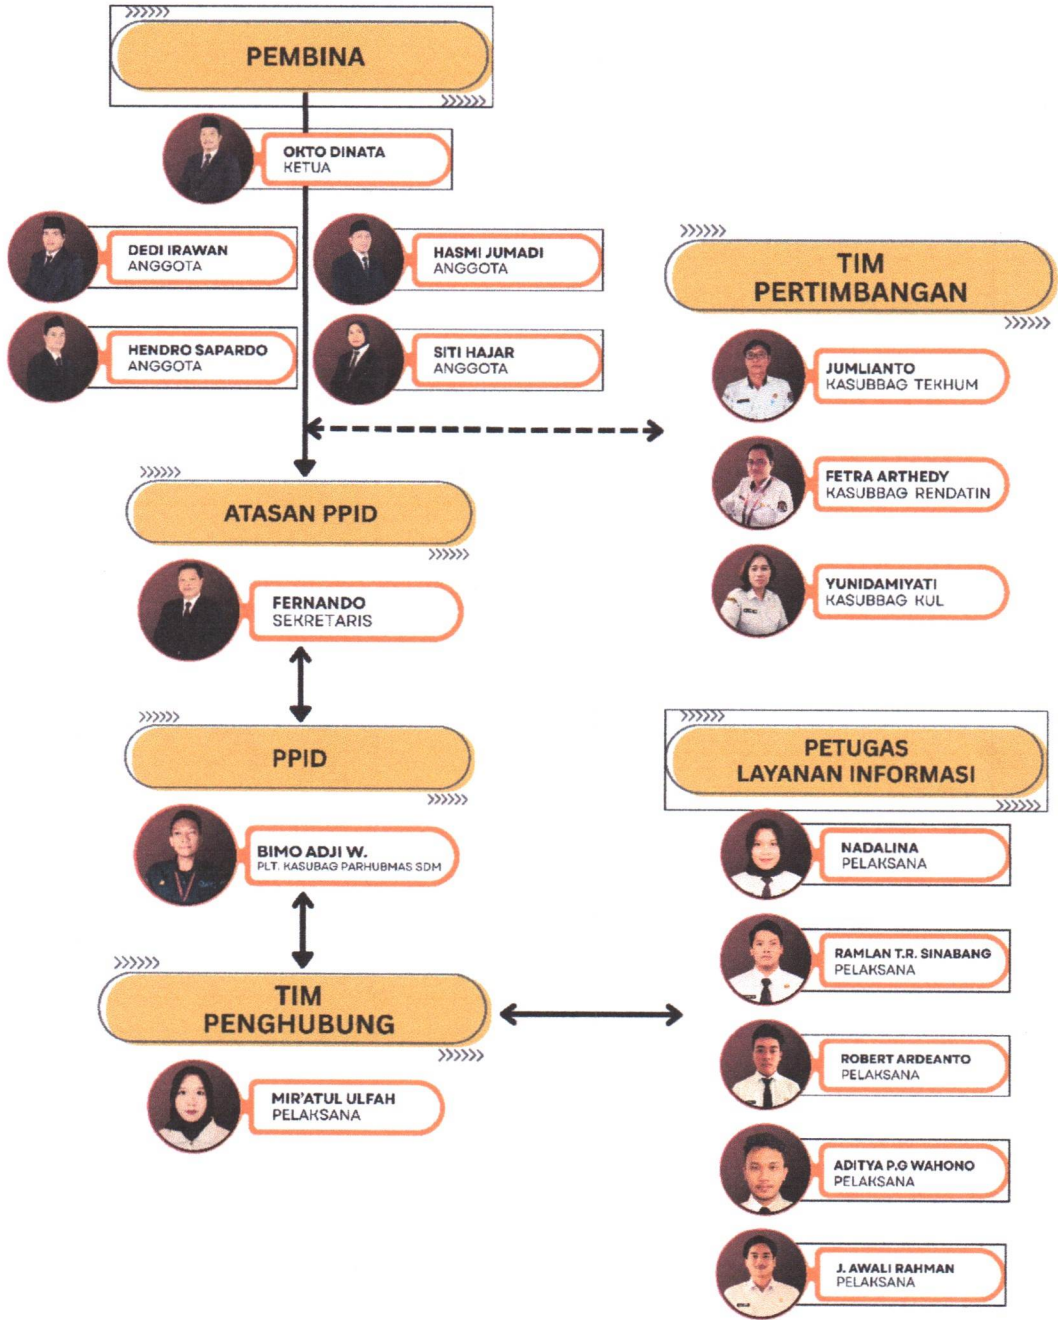 PEMBINA
OKTO DINATA
KETUA
DEDI IRAWAN
ANGGOTA
HASMI JUMADI
ANGGOTA
HENDRO SAPARDO
ANGGOTA
SITI HAJAR
ANGGOTA
TIM
PERTIMBANGAN
JUMLIANTO
KASUBBAG TEKHUM
FETRA ARTHEDY
KASUBBAG RENDATIN
YUNIDAMIYATI
KASUBBAG KUL
ATASAN PPID
FERNANDO
SEKRETARIS
PPID
BIMO ADJI W.
PLT. KASUBAG PARHUBMAS SDM
TIM
PENGHUBUNG
MIR'ATUL ULFAH
PELAKSANA
PETUGAS
LAYANAN INFORMASI
NADALINA
PELAKSANA
RAMLAN T.R. SINABANG
PELAKSANA
ROBERT ARDEANTO
PELAKSANA
ADITYA P.G WAHONO
PELAKSANA
J. AWALI RAHMAN
PELAKSANA